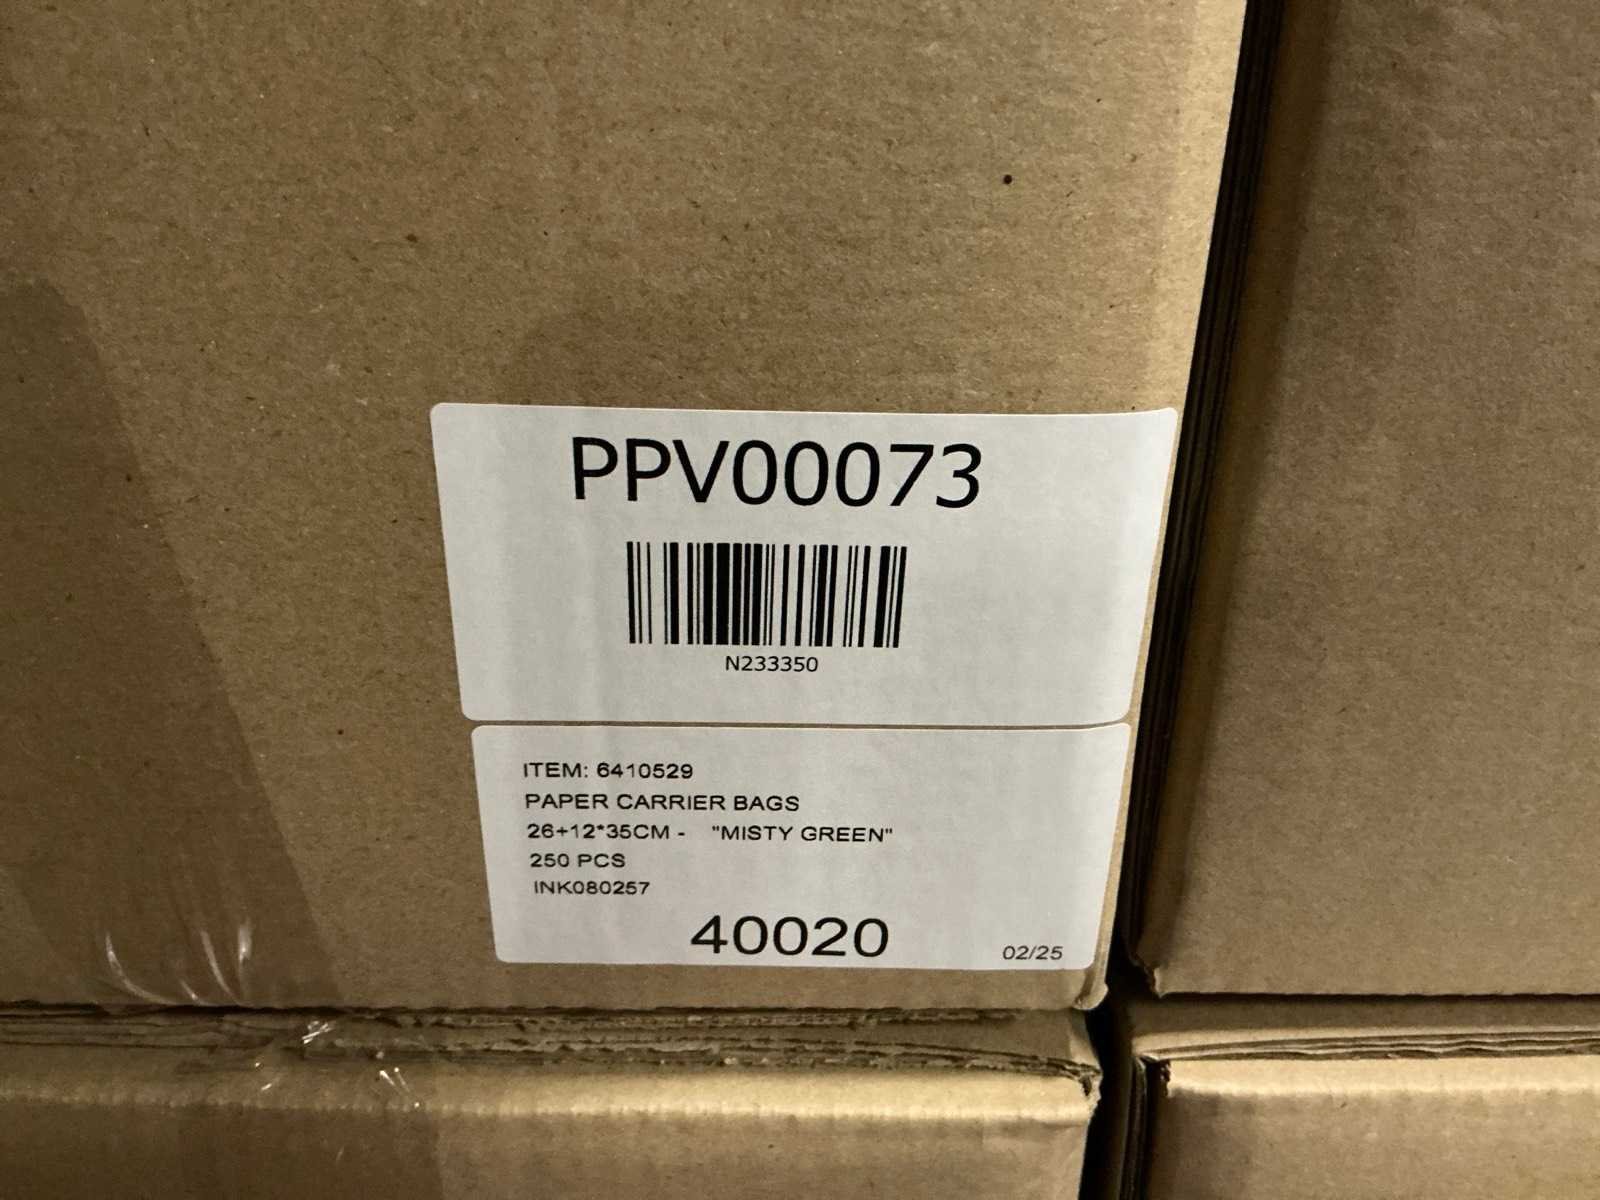 PPV00073
N233350
ITEM: 6410529
PAPER CARRIER BAGS
26+12*35CM - "MISTY GREEN"
250 PCS
INK080257
40020
02/25